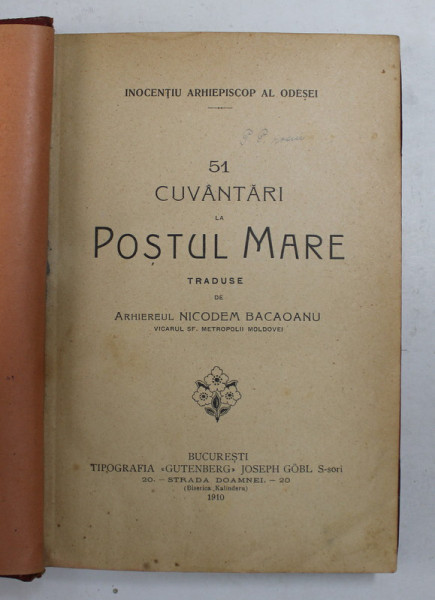 INOCENȚIU ARHIEPISCOP AL ODESEI
51
CUVÂNTĂRI
LA
POȘTUL MARE
TRADUSE
DE
ARHIEREUL NICODEM BACAOANU
VICARUL SF. METROPOLII MOLDOVEI
BUCUREȘTI
TIPOGRAFIA »GUTENBERG« JOSEPH GÖBL S-sori
20. — STRADA DOAMNEI. — 20
(Biserica Kalinderu)
1910